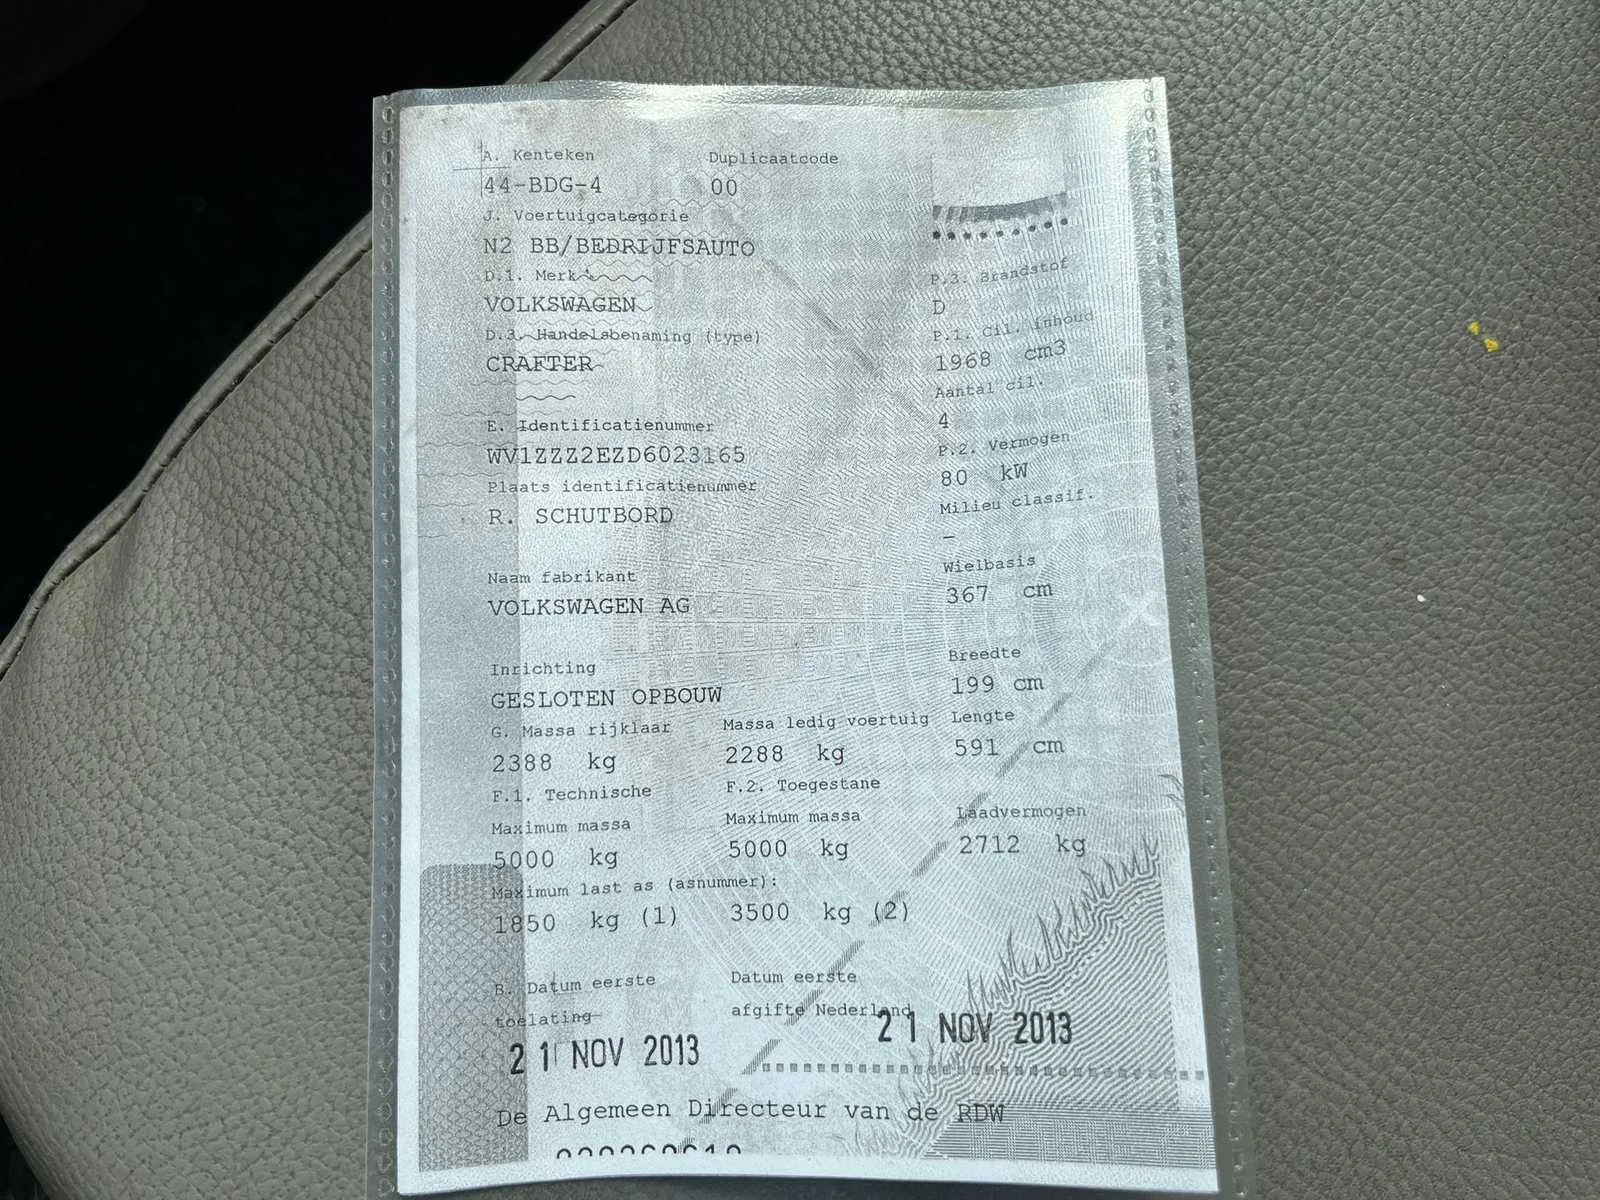 A. Kenteken Duplicaatcode
44-BDG-4 00
J. Voertuigcategorie
N2 BB/BEDRIJFSAUTO
D.1. Merk P.3. Brandstof
VOLKSWAGEN D
D.3. Handelsbenaming (type) P.1. Cil. inhoud
CRAFTER 1968 cm3
Aantal cil.
E. Identificatienummer 4
WV1ZZZ2EZD6023165 P.2. Vermogen
Plaats identificatienummer 80 kW
R. SCHUTBORD Milieu classif.
-
Naam fabrikant Wielbasis
VOLKSWAGEN AG 367 cm
Inrichting Breedte
GESLOTEN OPBOUW 199 cm
G. Massa rijklaar Massa ledig voertuig Lengte
2388 kg 2288 kg 591 cm
F.1. Technische F.2. Toegestane
Maximum massa Maximum massa Laadvermogen
5000 kg 5000 kg 2712 kg
Maximum last as (asnummer):
1850 kg (1) 3500 kg (2)
B. Datum eerste Datum eerste
toelating afgifte Nederland
21 NOV 2013 21 NOV 2013
De Algemeen Directeur van de RDW